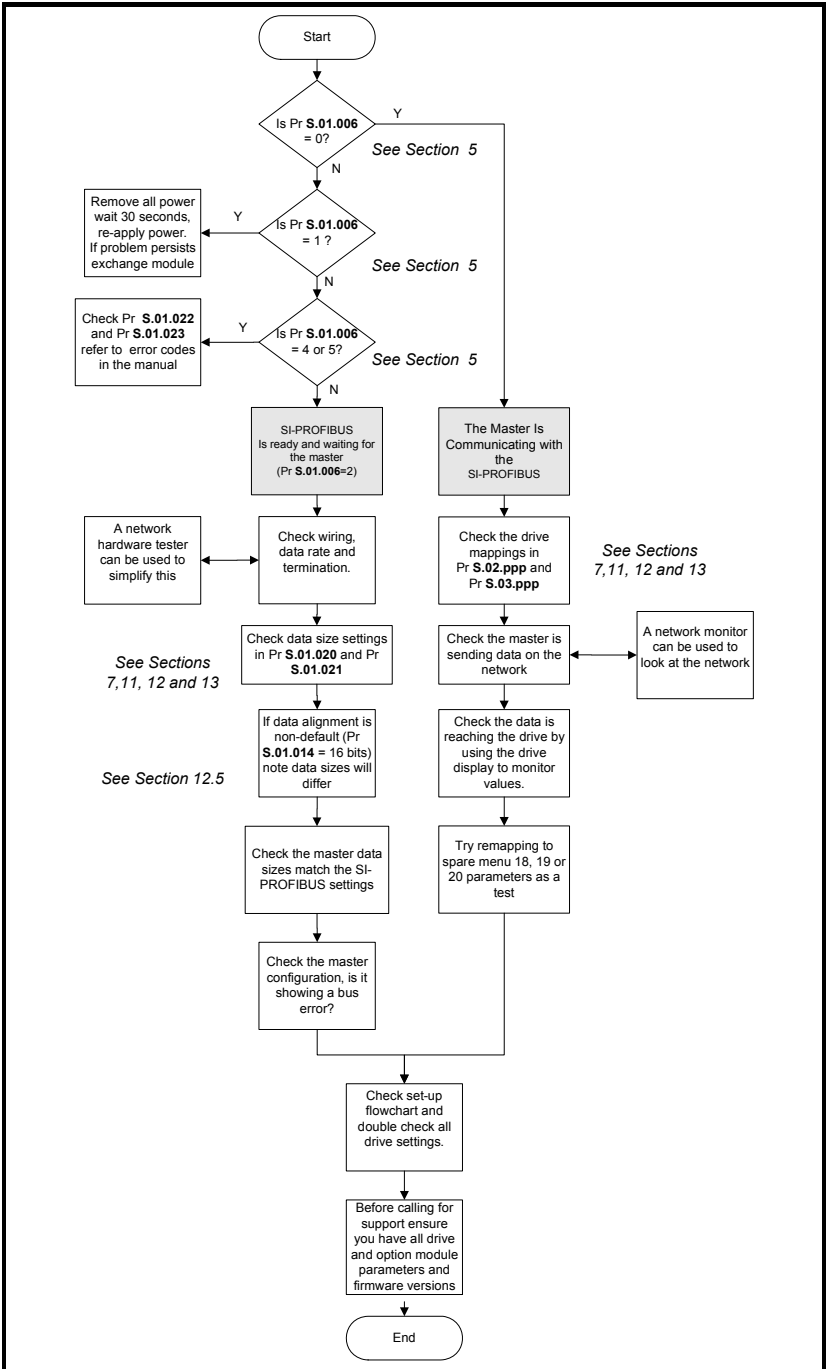 Start
Is Pr S.01.006
= 0?
Y
See Section 5
N
Remove all power
wait 30 seconds,
re-apply power.
If problem persists
exchange module
Y
Is Pr S.01.006
= 1 ?
See Section 5
N
Check Pr S.01.022
and Pr S.01.023
refer to error codes
in the manual
Y
Is Pr S.01.006
= 4 or 5?
See Section 5
N
SI-PROFIBUS
Is ready and waiting for
the master
(Pr S.01.006=2)
The Master Is
Communicating with
the
SI-PROFIBUS
A network
hardware tester
can be used to
simplify this
Check wiring,
data rate and
termination.
Check the drive
mappings in
Pr S.02.ppp and
Pr S.03.ppp
See Sections
7,11, 12 and 13
See Sections
7,11, 12 and 13
Check data size settings
in Pr S.01.020 and Pr
S.01.021
Check the master is
sending data on the
network
A network monitor
can be used to
look at the network
See Section 12.5
If data alignment is
non-default (Pr
S.01.014 = 16 bits)
note data sizes will
differ
Check the data is
reaching the drive by
using the drive
display to monitor
values.
Check the master data
sizes match the SI-
PROFIBUS settings
Try remapping to
spare menu 18, 19 or
20 parameters as a
test
Check the master
configuration, is it
showing a bus
error?
Check set-up
flowchart and
double check all
drive settings.
Before calling for
support ensure
you have all drive
and option module
parameters and
firmware versions
End